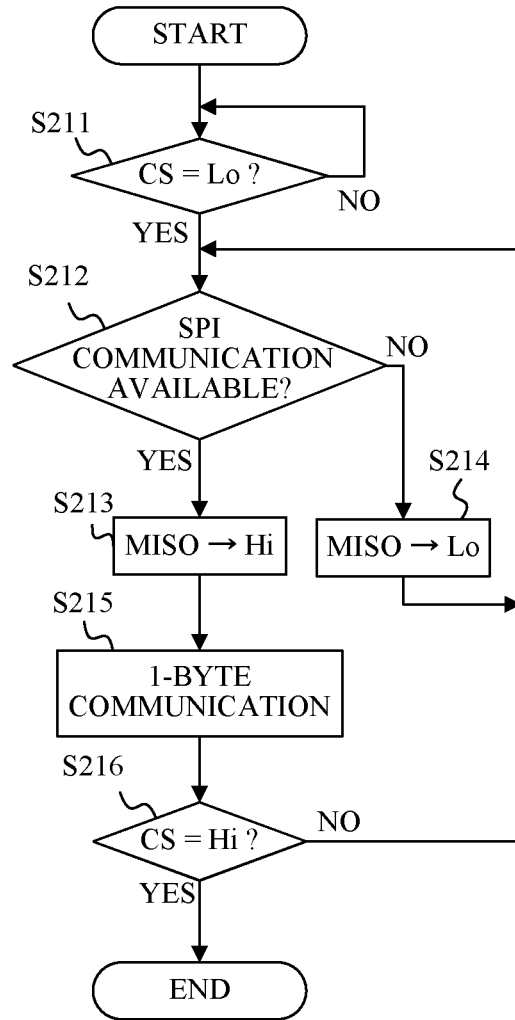 START
S211
CS = Lo ?
NO
YES
S212
SPI
COMMUNICATION
AVAILABLE?
NO
YES
S214
S213
MISO → Hi
MISO → Lo
S215
1-BYTE
COMMUNICATION
S216
CS = Hi ?
NO
YES
END